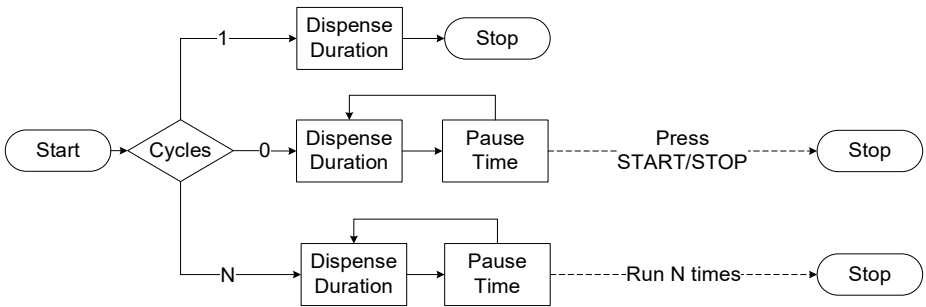 1
Dispense
Duration
Stop
Start
Cycles
0
Dispense
Duration
Pause
Time
Press
START/STOP
Stop
N
Dispense
Duration
Pause
Time
Run N times
Stop